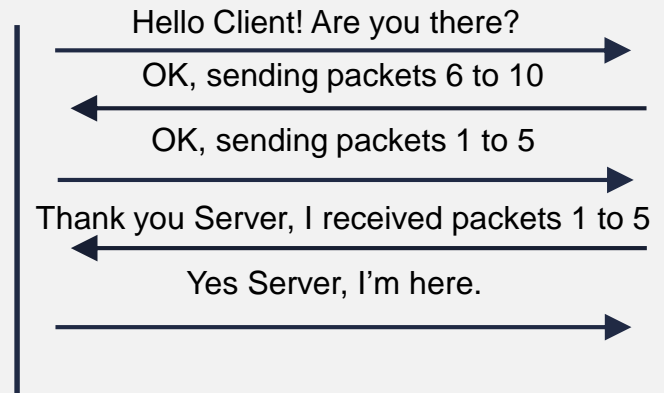 Hello Client! Are you there?
OK, sending packets 6 to 10
OK, sending packets 1 to 5
Thank you Server, I received packets 1 to 5
Yes Server, I’m here.